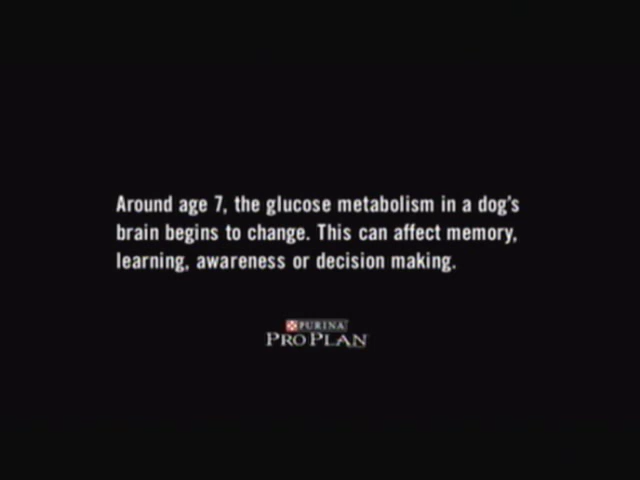 Around age 7, the glucose metabolism in a dog's
brain begins to change. This can affect memory,
learning, awareness or decision making.
PURINA
PRO PLAN